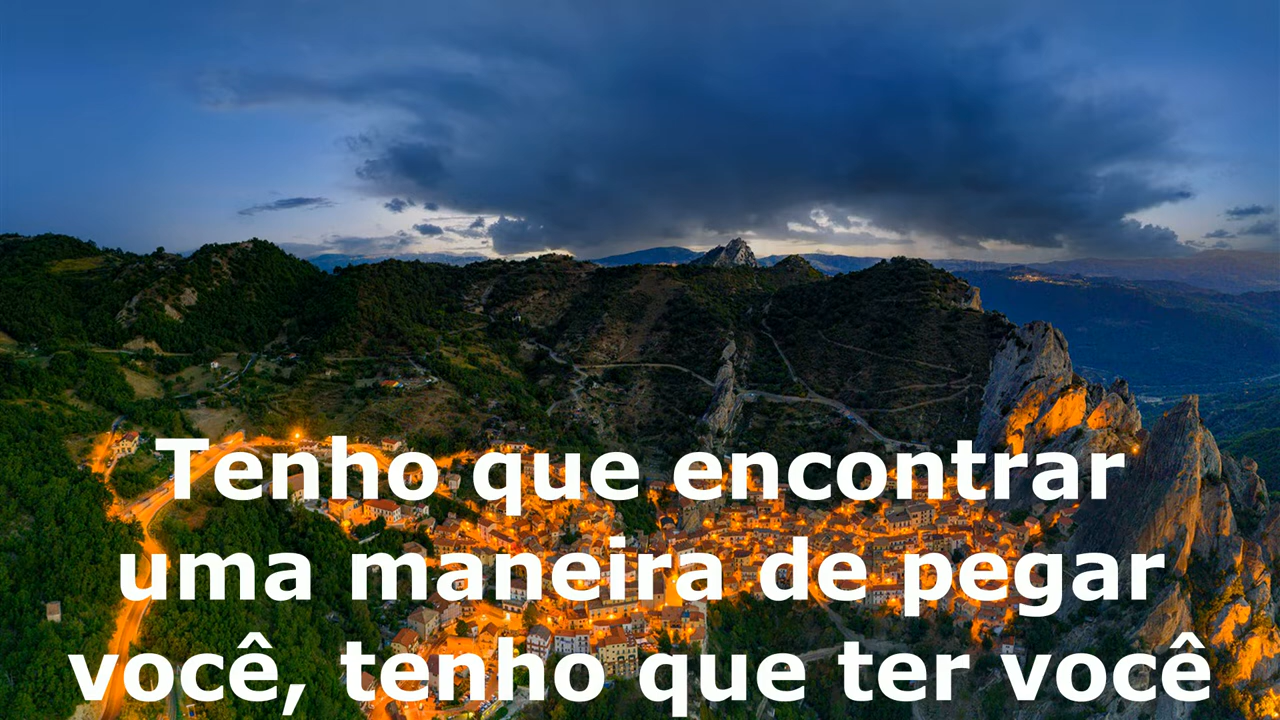 Tenho que encontrar
uma maneira de pegar
você, tenho que ter você